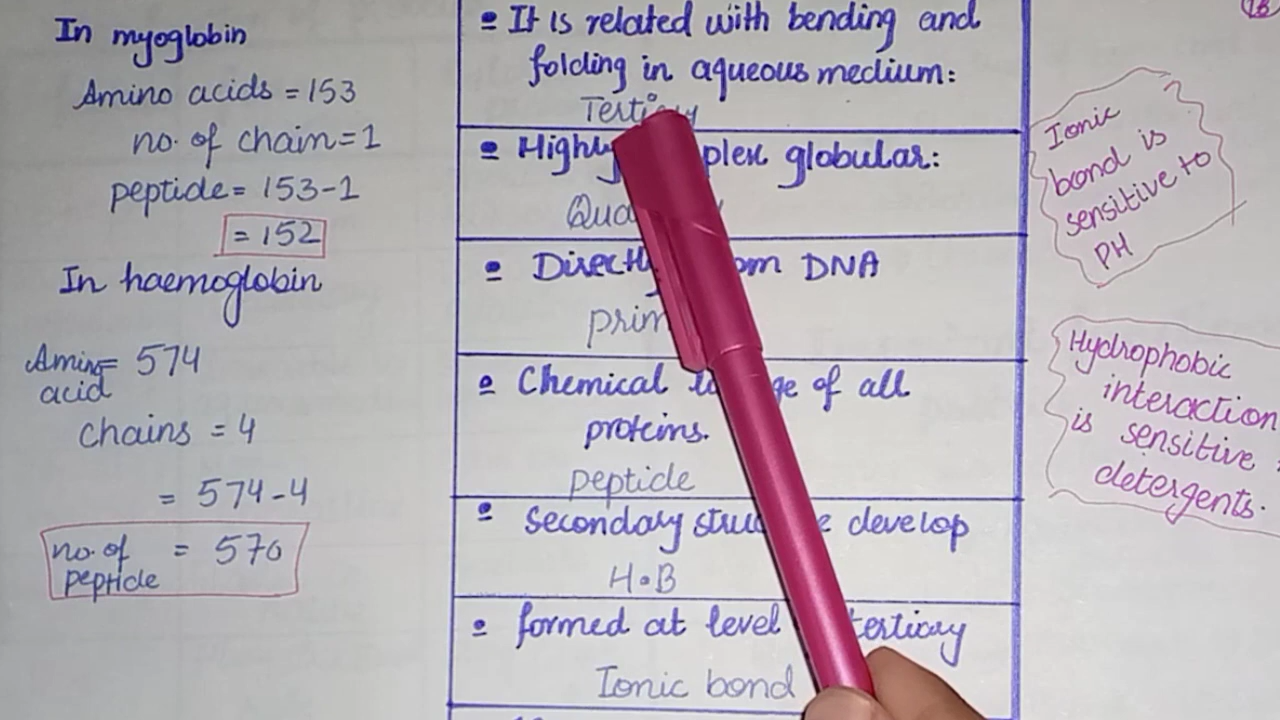 In myoglobin
Amino acids = 153
no. of chain = 1
peptide = 153-1
= 152
In haemoglobin
Amino acid = 574
chains = 4
= 574-4
no. of peptide = 570
• It is related with bending and
folding in aqueous medium:
Tertiary
• Highly globular:
• DNA
• Chemical of all
proteins.
peptide
• Secondary develop
H•B
• formed at level tertiary
Ionic bond
Ionic
bond is
sensitive to
PH
Hydrophobic
interaction
is sensitive
detergents.